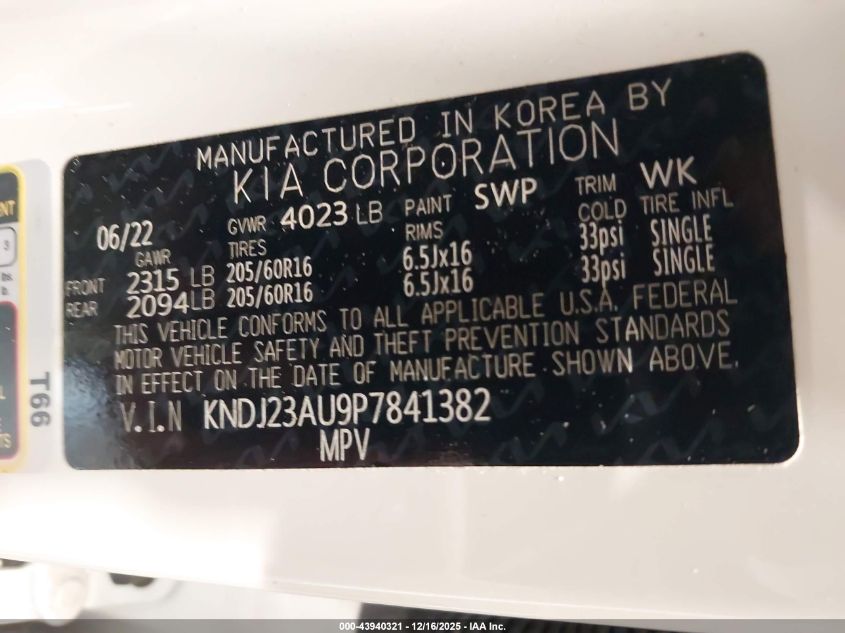 MANUFACTURED IN KOREA BY
KIA CORPORATION
06/22 GVWR 4023 LB PAINT SWP TRIM WK
GAWR TIRES RIMS COLD TIRE INFL
FRONT 2315 LB 205/60R16 6.5Jx16 33psi SINGLE
REAR 2094 LB 205/60R16 6.5Jx16 33psi SINGLE
THIS VEHICLE CONFORMS TO ALL APPLICABLE U.S.A. FEDERAL
MOTOR VEHICLE SAFETY AND THEFT PREVENTION STANDARDS
IN EFFECT ON THE DATE OF MANUFACTURE SHOWN ABOVE.
V.I.N KNDJ23AU9P7841382
MPV
T66
000-43940321 - 12/16/2025 - IAA Inc.